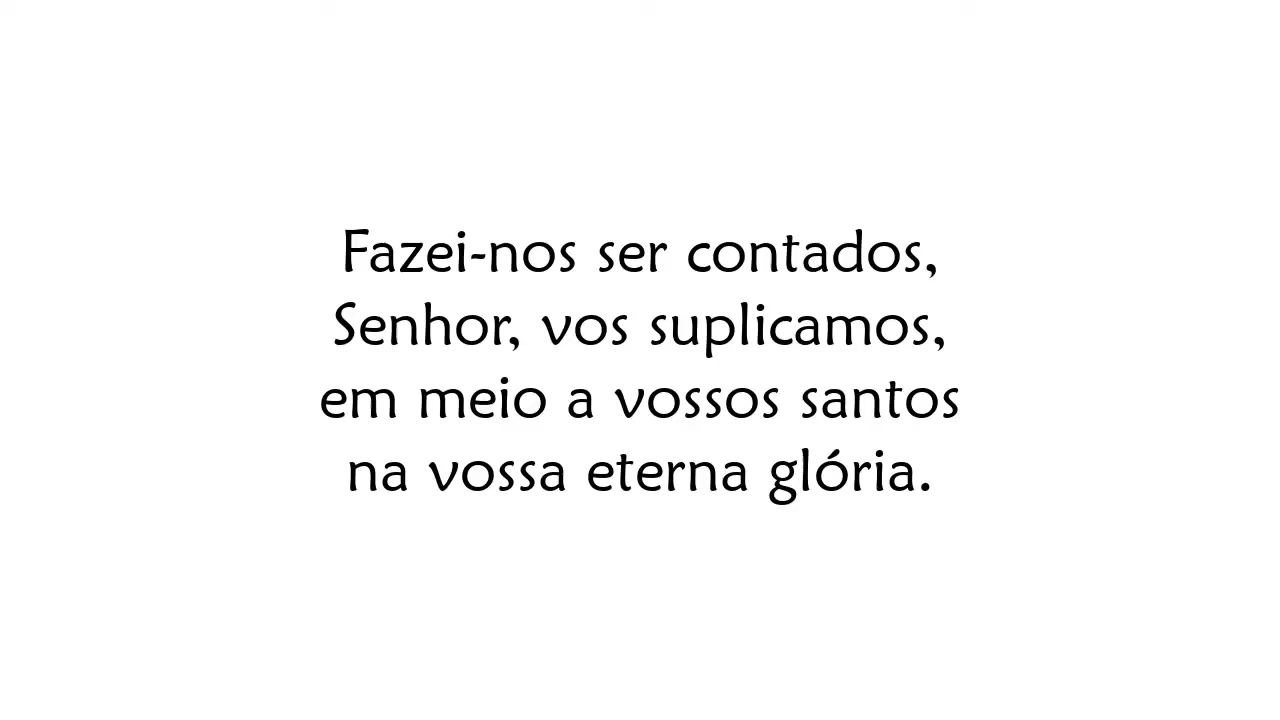 Fazei-nos ser contados,
Senhor, vos suplicamos,
em meio a vossos santos
na vossa eterna glória.